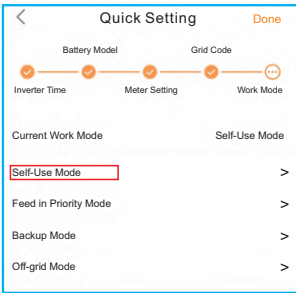 Quick Setting Done
Battery Model Grid Code
Inverter Time Meter Setting Work Mode
Current Work Mode Self-Use Mode
Self-Use Mode >
Feed in Priority Mode >
Backup Mode >
Off-grid Mode >